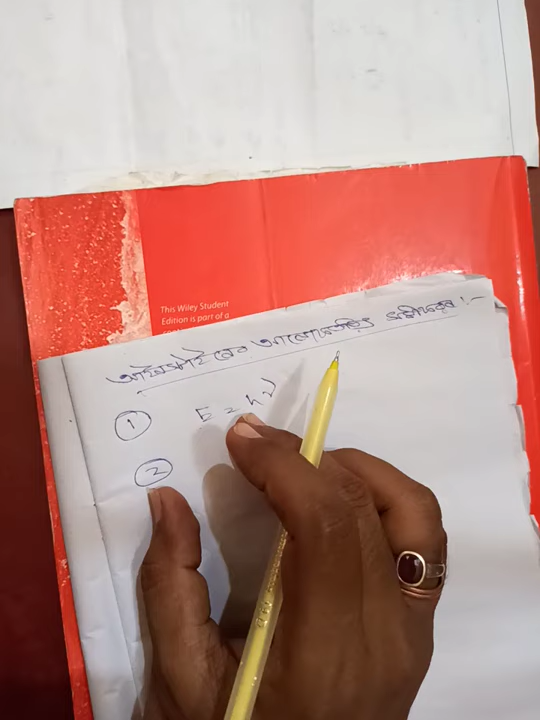 This Wiley Student
Edition is part of a
আইনস্টাইনের আলোকতড়িৎ সমীকরণ :-
① E = hν
②